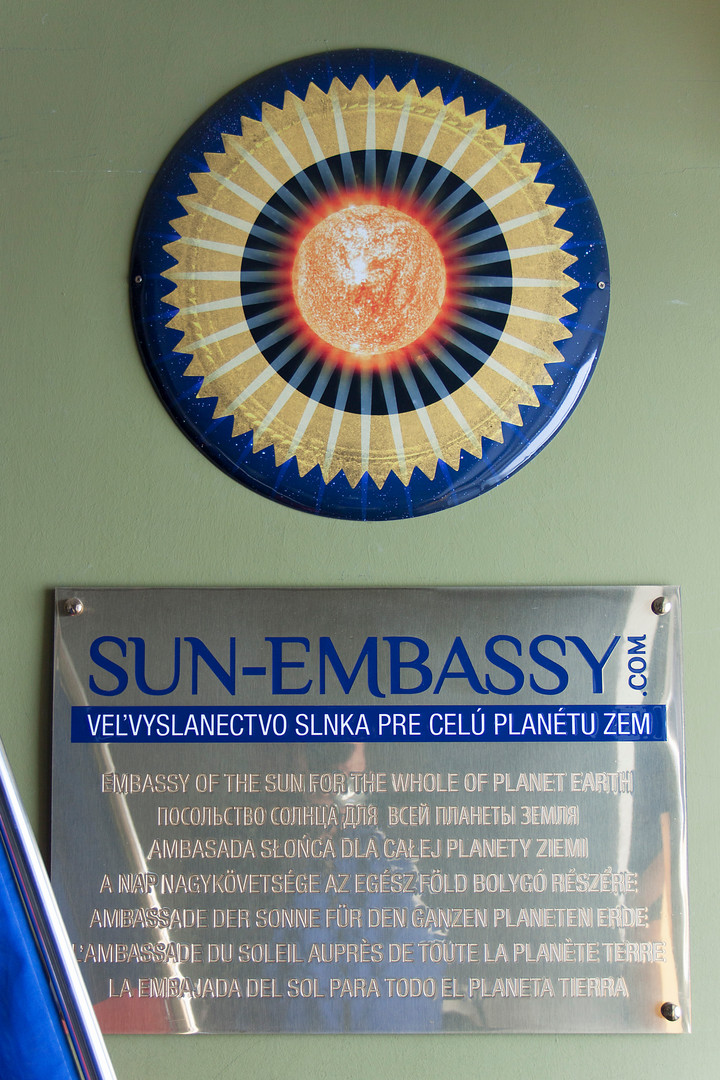 SUN-EMBASSY.COM
VEĽVYSLANECTVO SLNKA PRE CELÚ PLANÉTU ZEM
EMBASSY OF THE SUN FOR THE WHOLE OF PLANET EARTH
ПОСОЛЬСТВО СОЛНЦА ДЛЯ ВСЕЙ ПЛАНЕТЫ ЗЕМЛЯ
AMBASADA SŁOŃCA DLA CAŁEJ PLANETY ZIEMI
A NAP NAGYKÖVETSÉGE AZ EGÉSZ FÖLD BOLYGÓ RÉSZÉRE
AMBASSADE DER SONNE FÜR DEN GANZEN PLANETEN ERDE
L'AMBASSADE DU SOLEIL AUPRÈS DE TOUTE LA PLANÈTE TERRE
LA EMBAJADA DEL SOL PARA TODO EL PLANETA TIERRA